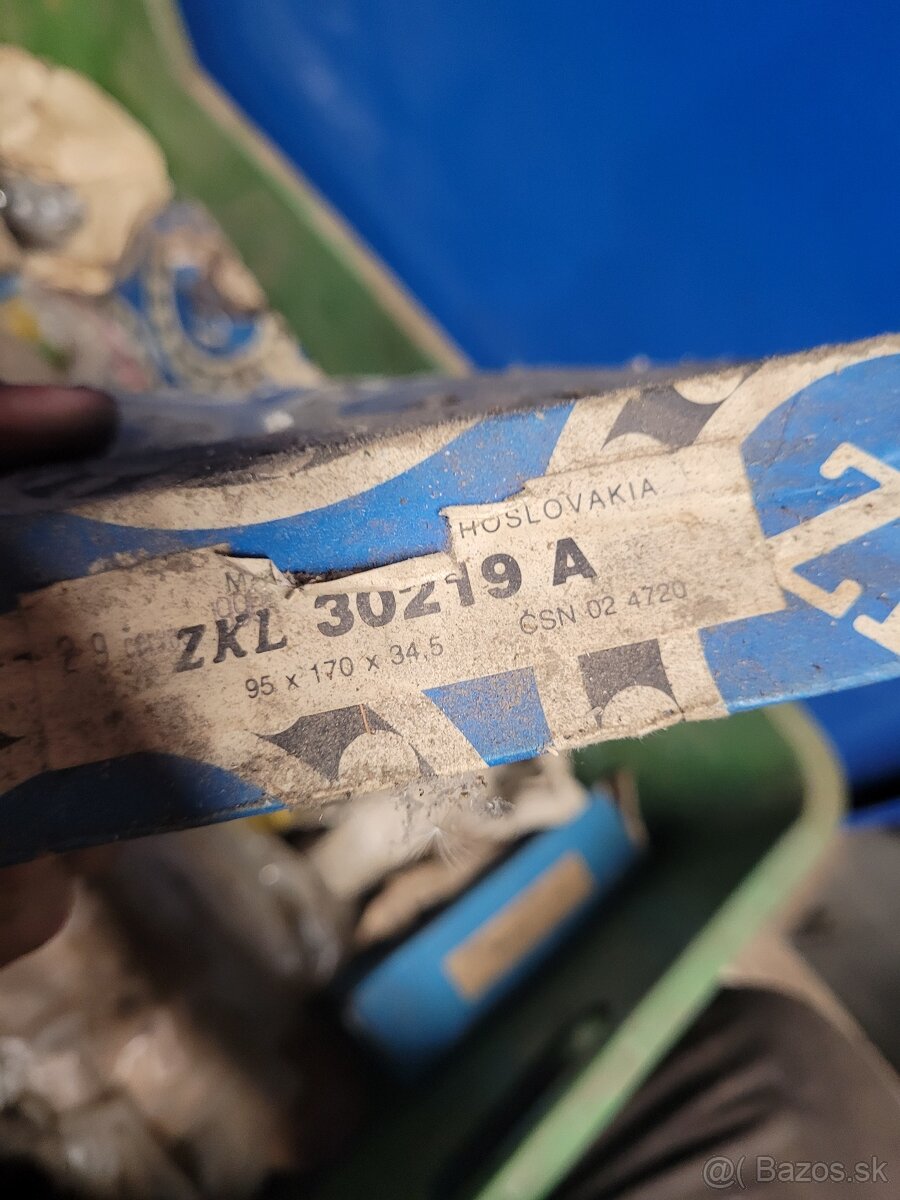 HOSLOVAKIA
ZKL 30219 A
95 x 170 x 34,5
ČSN 02 4720
@( Bazos.sk